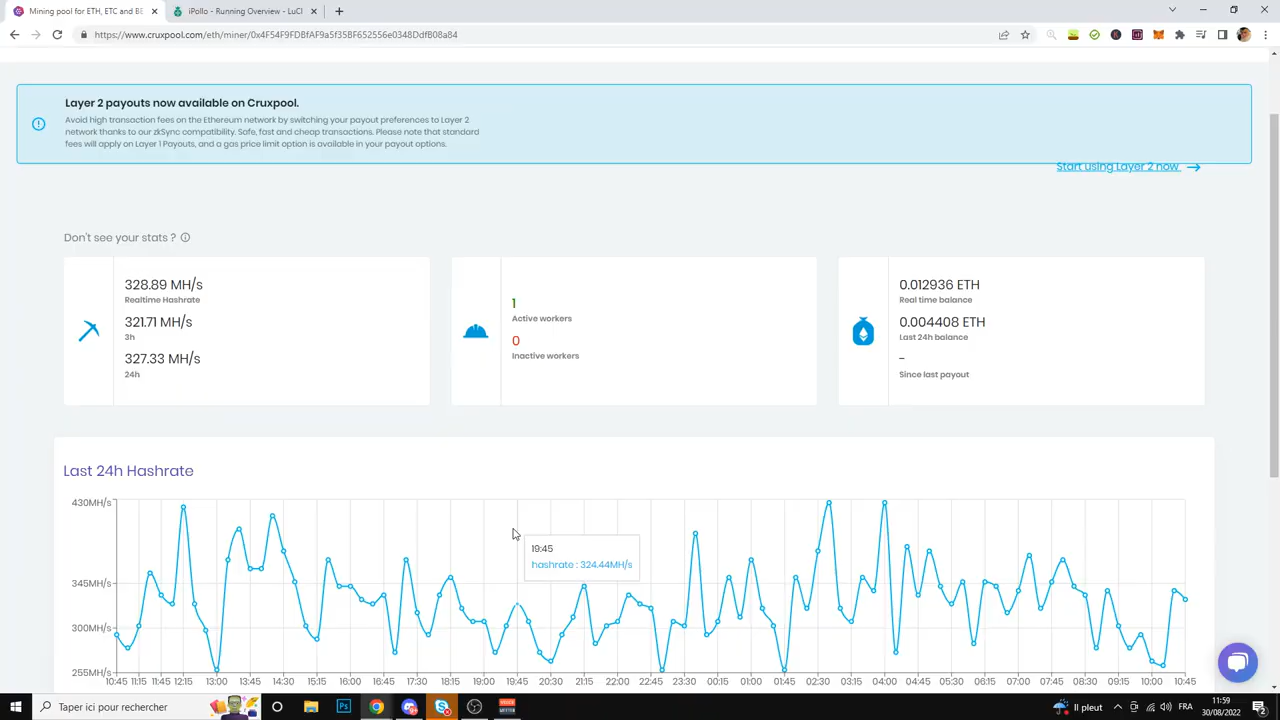 Mining pool for ETH, ETC and BE
iPollo - Running Overview - LuCI
https://www.cruxpool.com/eth/miner/0x4F54F9FDBfAF9a5f35BF652556e0348DdfB08a84
Layer 2 payouts now available on Cruxpool.
Avoid high transaction fees on the Ethereum network by switching your payout preferences to Layer 2
network thanks to our zkSync compatibility. Safe, fast and cheap transactions. Please note that standard
fees will apply on Layer 1 Payouts, and a gas price limit option is available in your payout options.
Start using Layer 2 now
Don't see your stats ?
328.89 MH/s
Realtime Hashrate
321.71 MH/s
3h
327.33 MH/s
24h
1
Active workers
0
Inactive workers
0.012936 ETH
Real time balance
0.004408 ETH
Last 24h balance
-
Since last payout
Last 24h Hashrate
430MH/s
345MH/s
300MH/s
255MH/s
19:45
hashrate : 324.44MH/s
10:45 11:15 11:45 12:15 13:00 13:45 14:30 15:15 16:00 16:45 17:30 18:15 19:00 19:45 20:30 21:15 22:00 22:45 23:30 00:15 01:00 01:45 02:30 03:15 04:00 04:45 05:30 06:15 07:00 07:45 08:30 09:15 10:00 10:45
Taper ici pour rechercher
Il pleut
FRA
11:59
30/08/2022